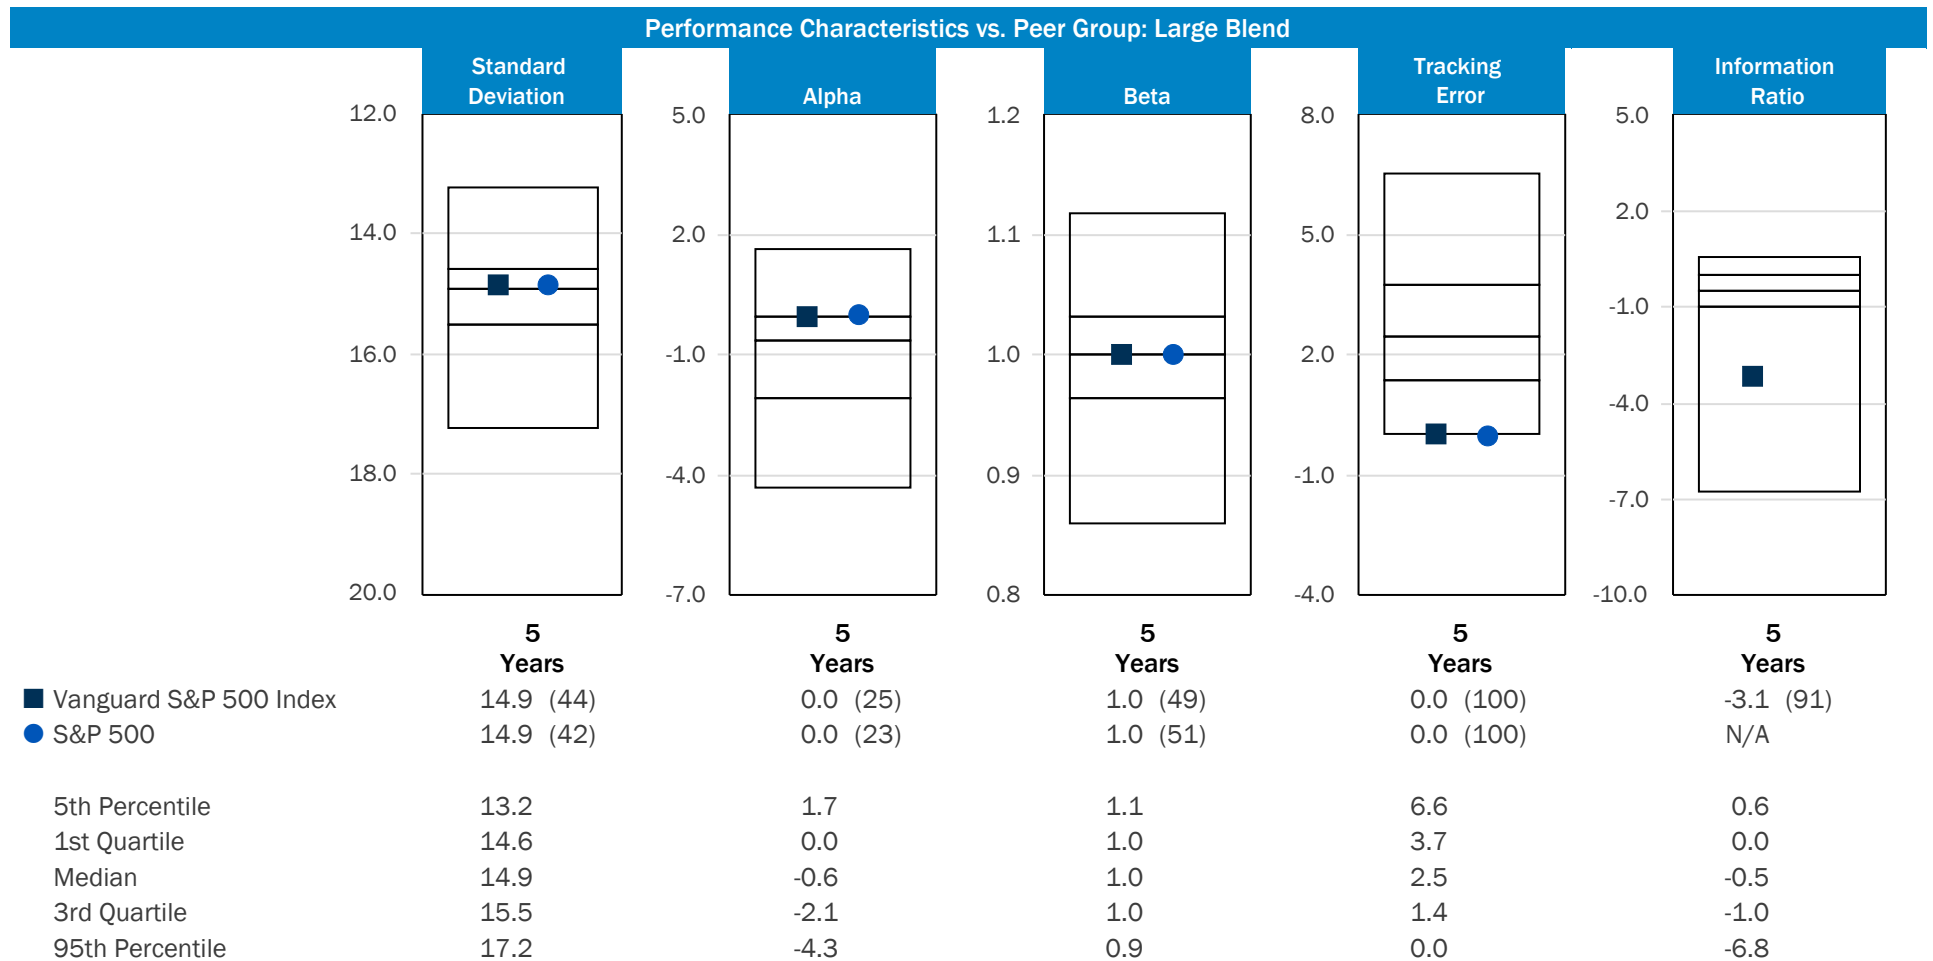 Performance Characteristics vs. Peer Group: Large Blend
Standard Deviation
Alpha
Beta
Tracking Error
Information Ratio
12.0
14.0
16.0
18.0
20.0
5.0
2.0
-1.0
-4.0
-7.0
1.2
1.1
1.0
0.9
0.8
8.0
5.0
2.0
-1.0
-4.0
5.0
2.0
-1.0
-4.0
-7.0
-10.0
5 Years
5 Years
5 Years
5 Years
5 Years
Vanguard S&P 500 Index 14.9 (44) 0.0 (25) 1.0 (49) 0.0 (100) -3.1 (91)
S&P 500 14.9 (42) 0.0 (23) 1.0 (51) 0.0 (100) N/A
5th Percentile 13.2 1.7 1.1 6.6 0.6
1st Quartile 14.6 0.0 1.0 3.7 0.0
Median 14.9 -0.6 1.0 2.5 -0.5
3rd Quartile 15.5 -2.1 1.0 1.4 -1.0
95th Percentile 17.2 -4.3 0.9 0.0 -6.8